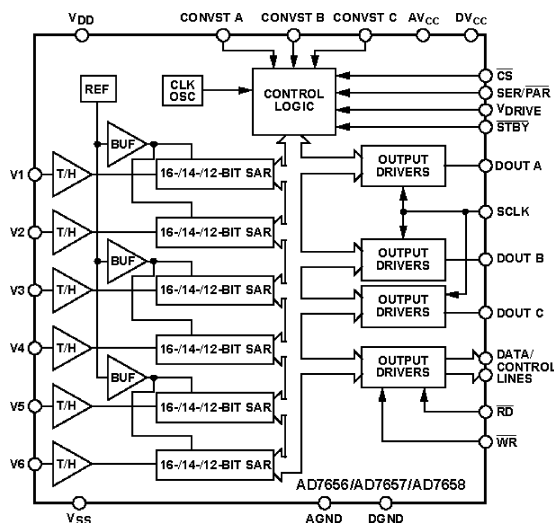 VDD
CONVST A
CONVST B
CONVST C
AVCC
DVCC
REF
CLK
OSC
CONTROL
LOGIC
CS
SER/PAR
VDRIVE
STBY
BUF
V1
T/H
16-/14-/12-BIT SAR
OUTPUT
DRIVERS
DOUT A
SCLK
V2
T/H
16-/14-/12-BIT SAR
BUF
OUTPUT
DRIVERS
DOUT B
V3
T/H
16-/14-/12-BIT SAR
OUTPUT
DRIVERS
DOUT C
V4
T/H
16-/14-/12-BIT SAR
BUF
OUTPUT
DRIVERS
DATA/
CONTROL
LINES
V5
T/H
16-/14-/12-BIT SAR
RD
WR
V6
T/H
16-/14-/12-BIT SAR
AD7656/AD7657/AD7658
VSS
AGND
DGND